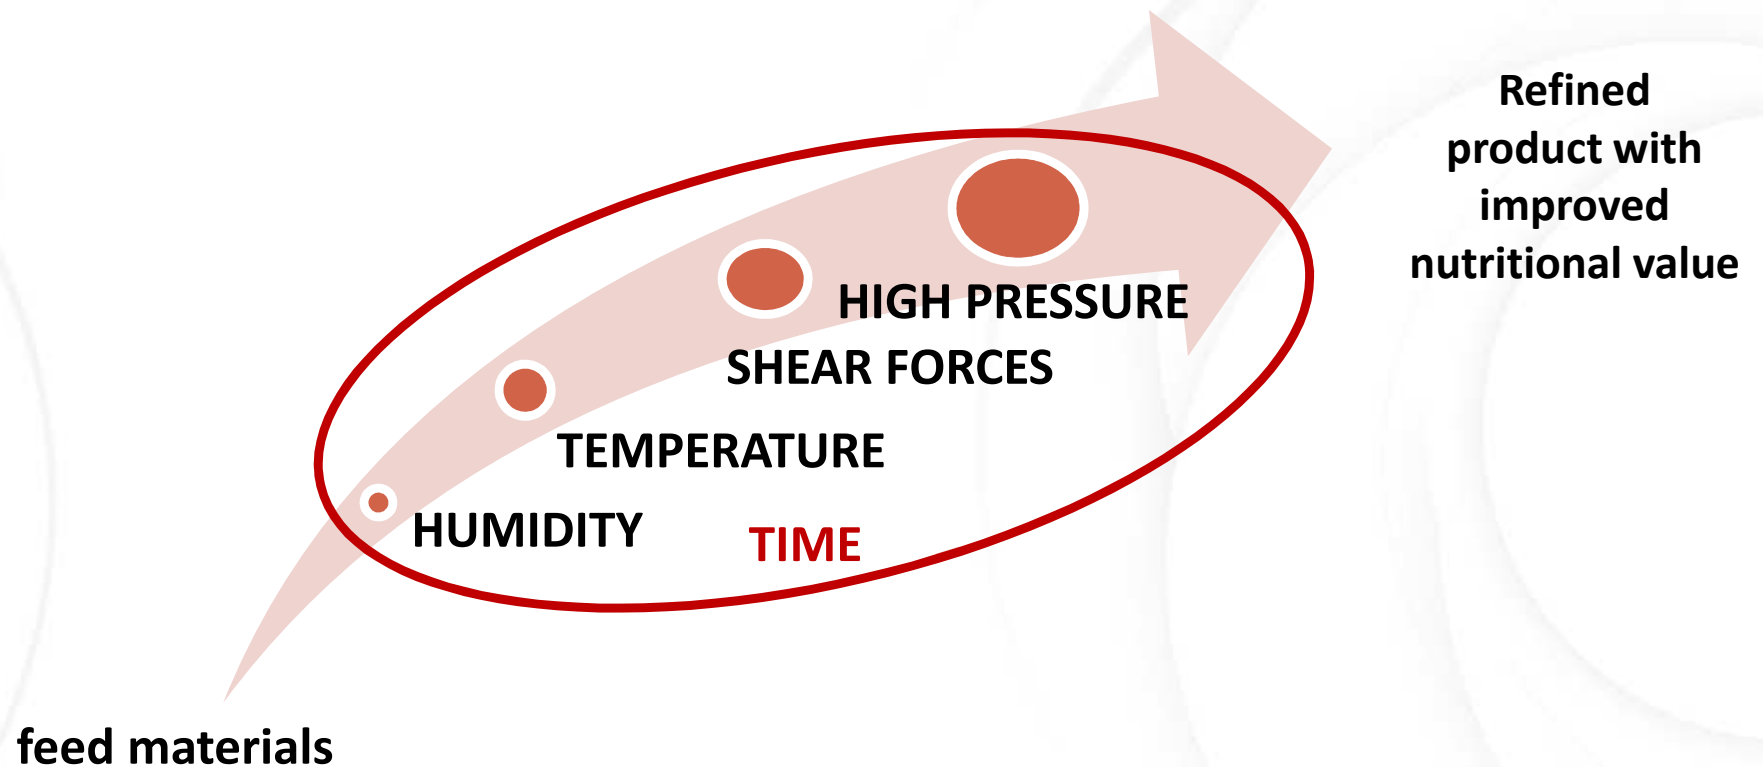 Refined
product with
improved
nutritional value
HIGH PRESSURE
SHEAR FORCES
TEMPERATURE
HUMIDITY
TIME
feed materials